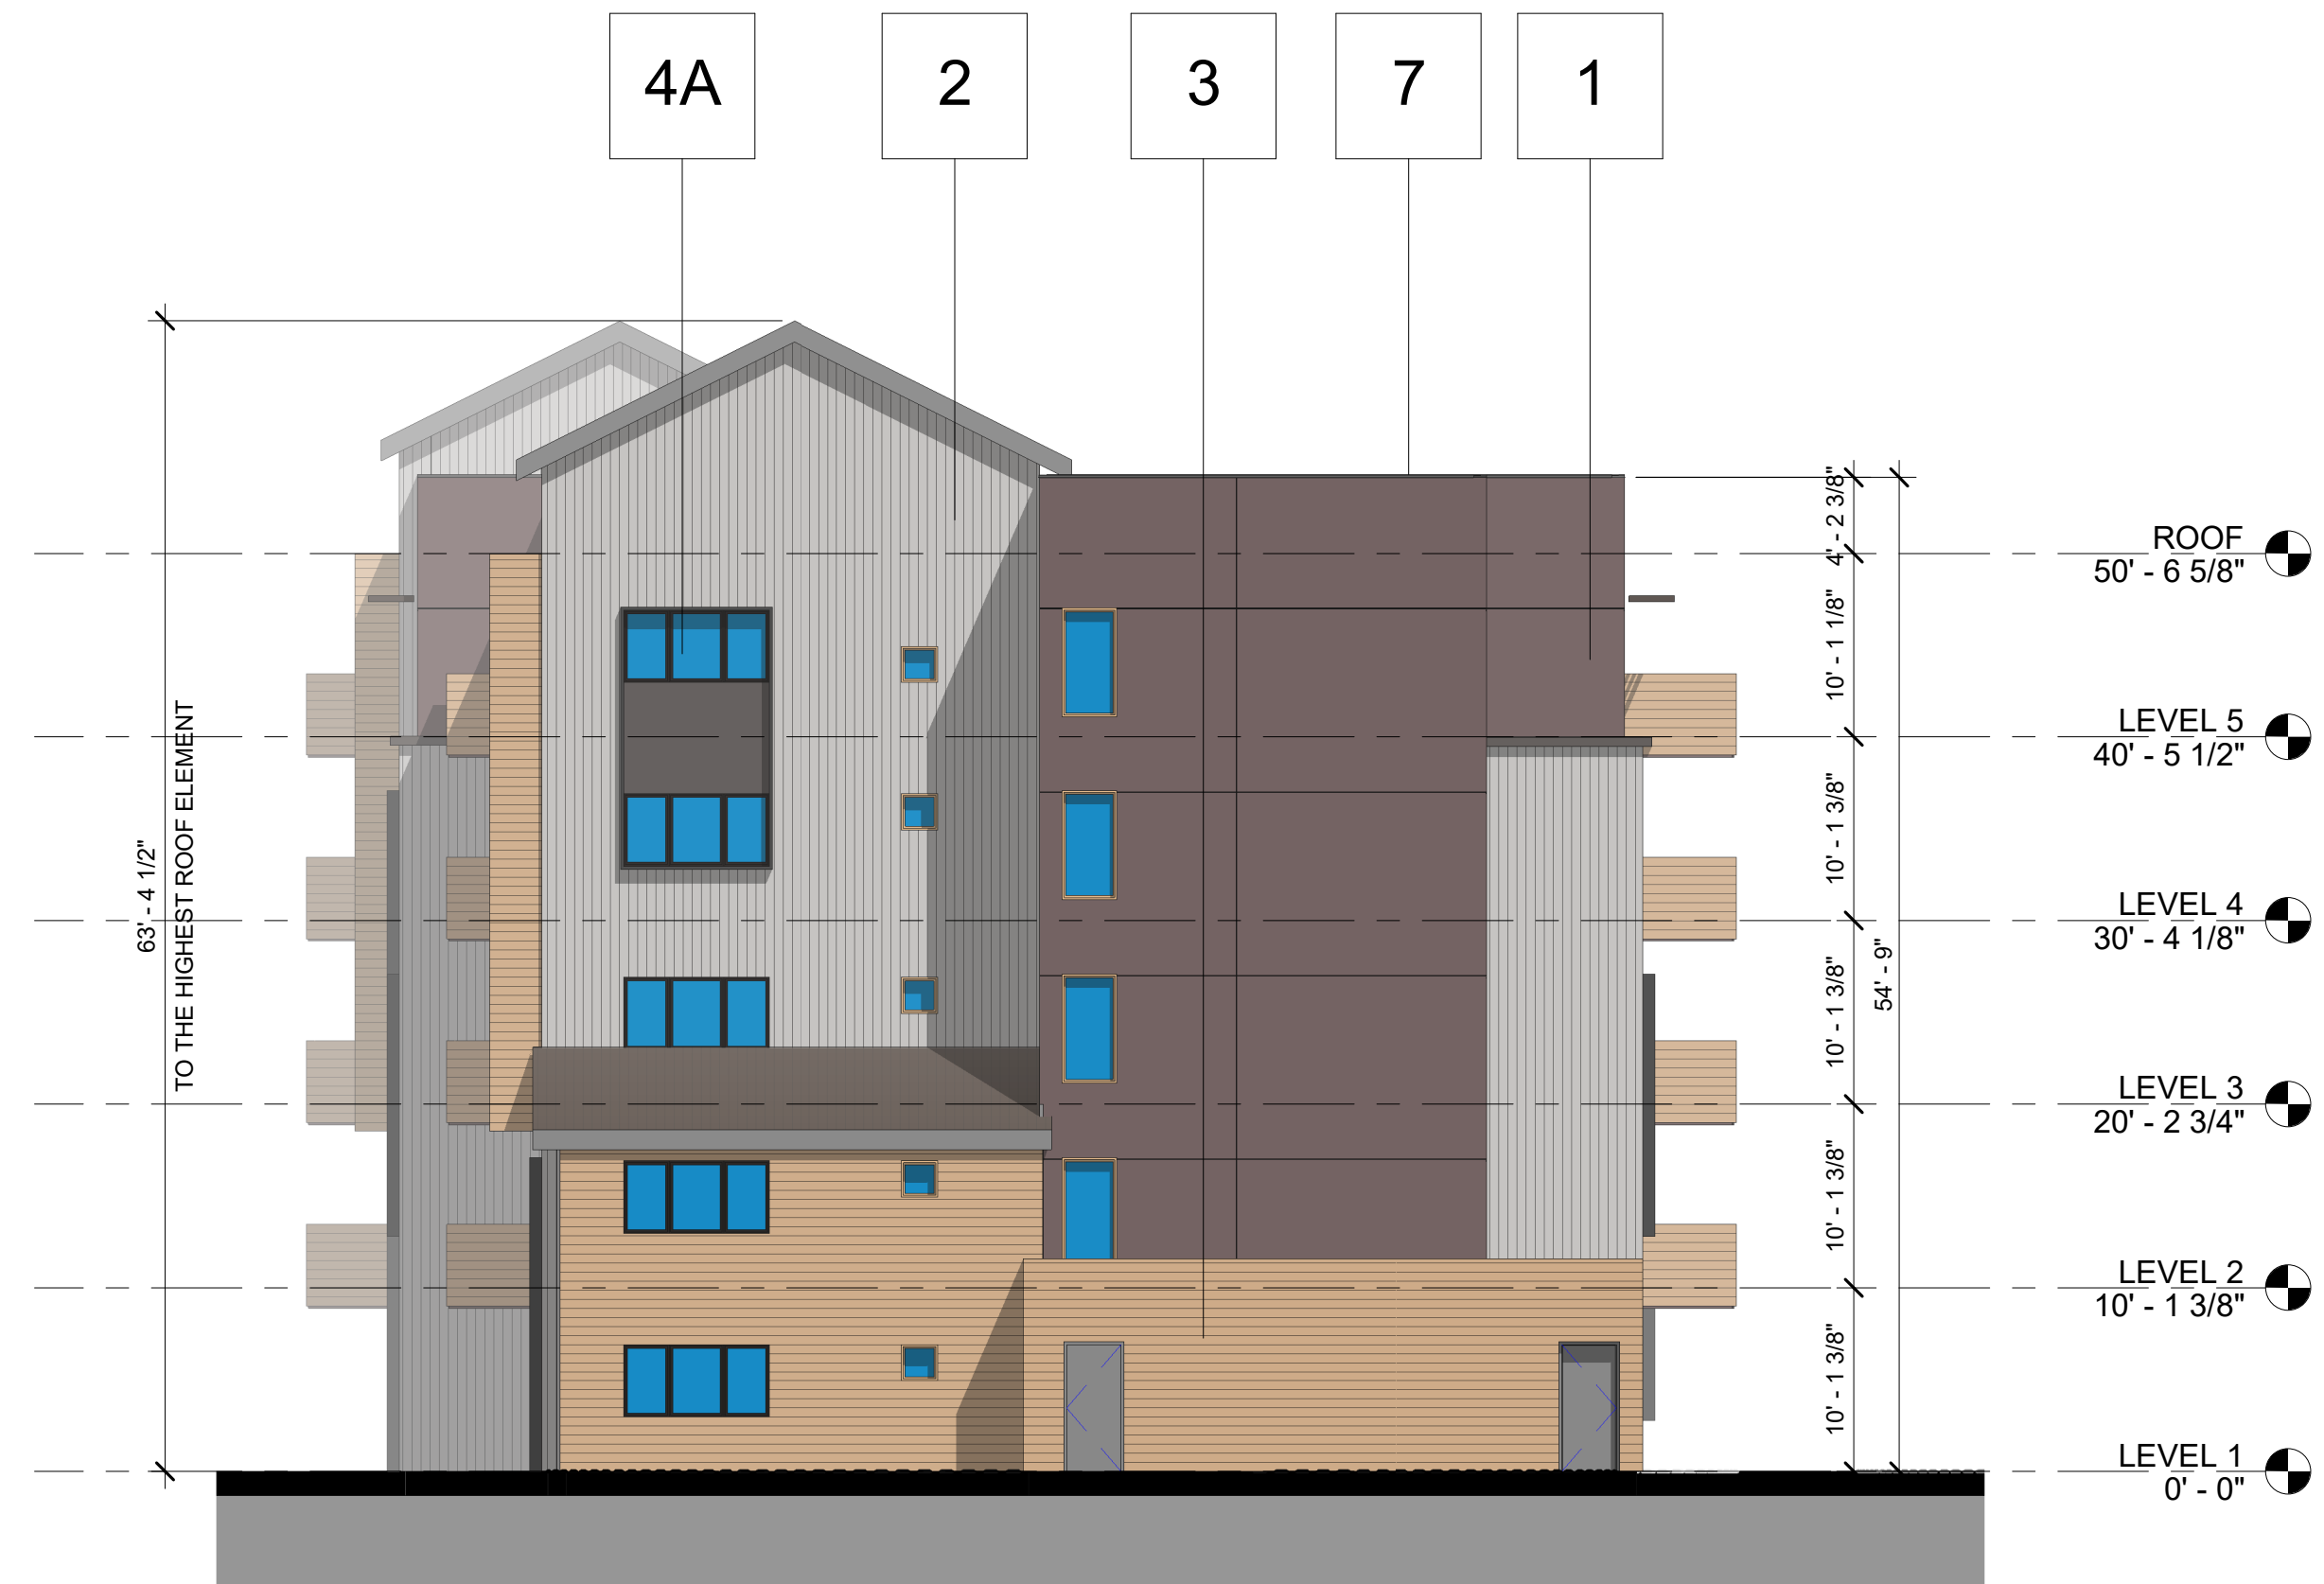 4A
2
3
7
1
63' - 4 1/2"
TO THE HIGHEST ROOF ELEMENT
4' - 2 3/8"
10' - 1 1/8"
10' - 1 3/8"
10' - 1 3/8"
10' - 1 3/8"
10' - 1 3/8"
54' - 9"
ROOF
50' - 6 5/8"
LEVEL 5
40' - 5 1/2"
LEVEL 4
30' - 4 1/8"
LEVEL 3
20' - 2 3/4"
LEVEL 2
10' - 1 3/8"
LEVEL 1
0' - 0"